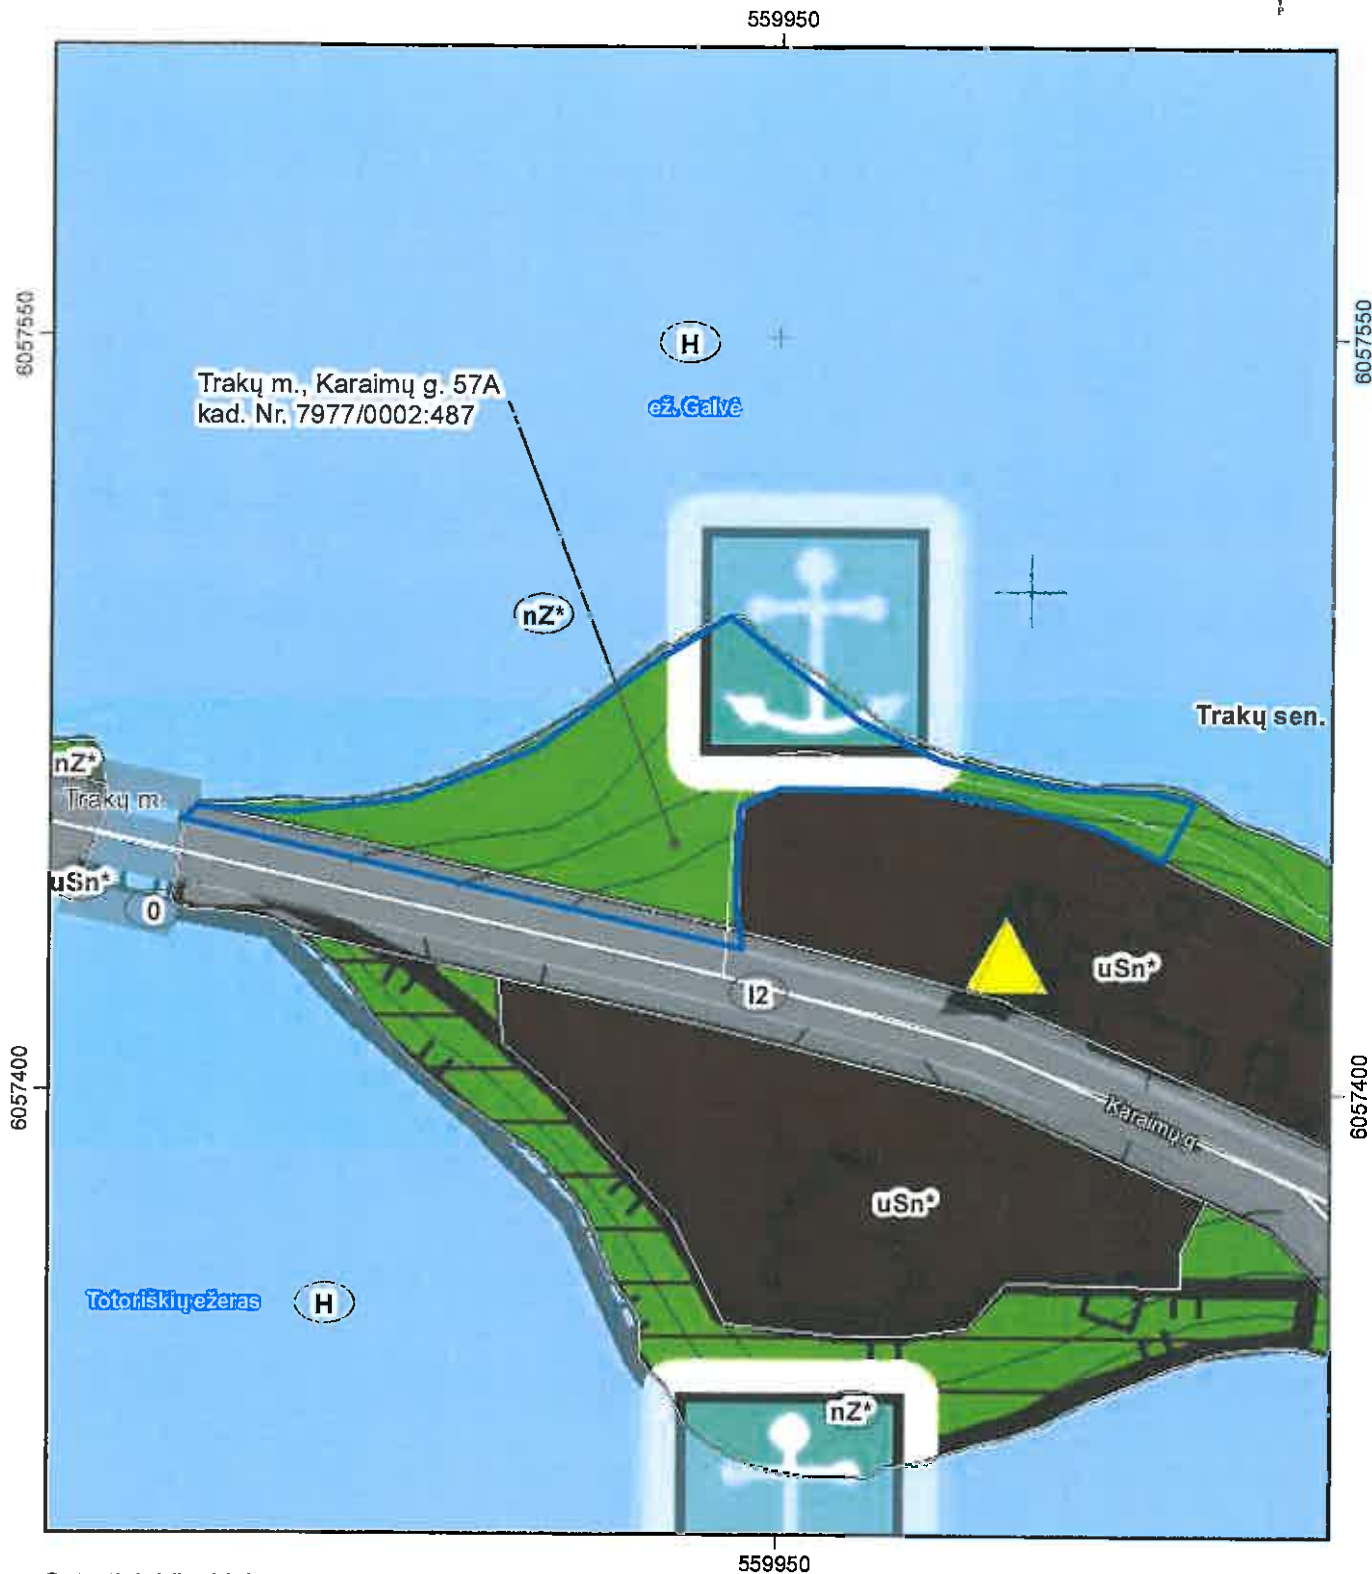 559950
6057550
6057550
H
Trakų m., Karaimų g. 57A
kad. Nr. 7977/0002:487
ež. Galvė
nZ*
Trakų sen.
nZ*
Trakų m.
uSn*
0
uSn*
I2
6057400
6057400
Karaimų g.
uSn*
Totoriškių ežeras
H
nZ*
559950